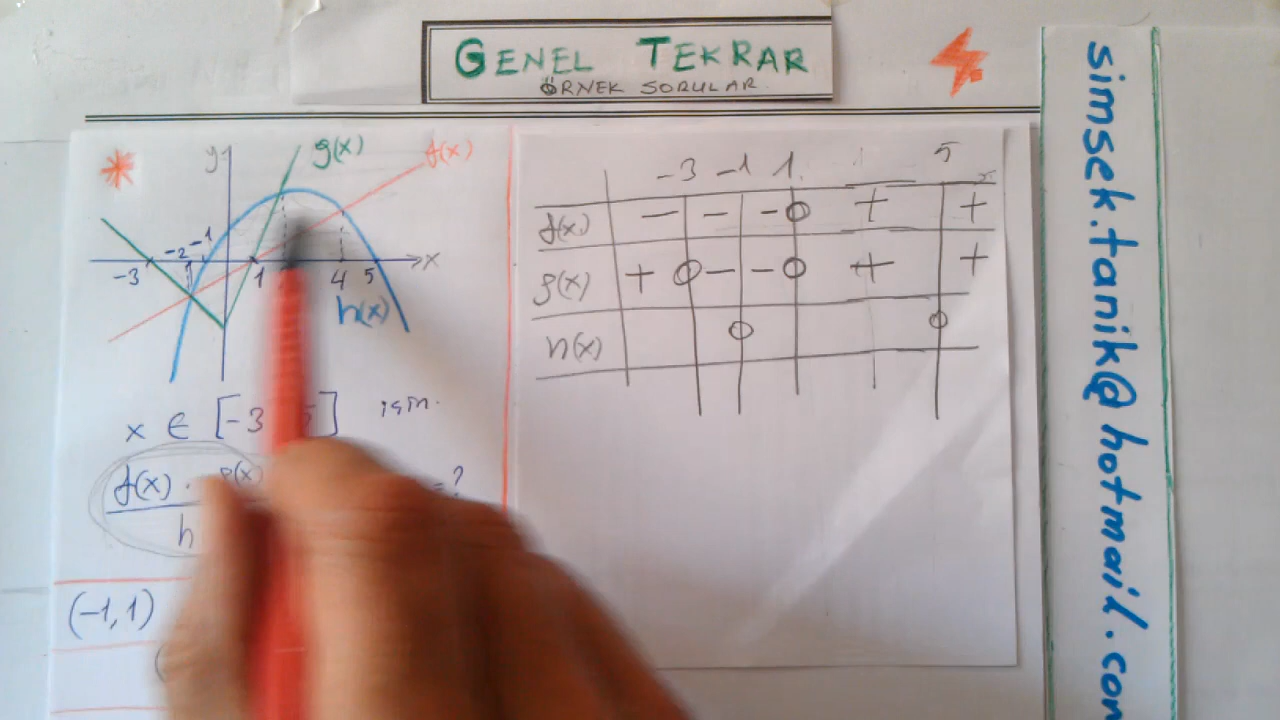 GENEL TEKRAR
ÖRNEK SORULAR
y
g(x)
f(x)
-2 -1
-3
1
4
5
x
h(x)
x ∈ [-3
] için.
f(x) · g(x)
h
= ?
(-1, 1)
-3 -1 1 5
f(x) - - - + +
g(x) + - - + +
h(x)
simsek.tanik@hotmail.com